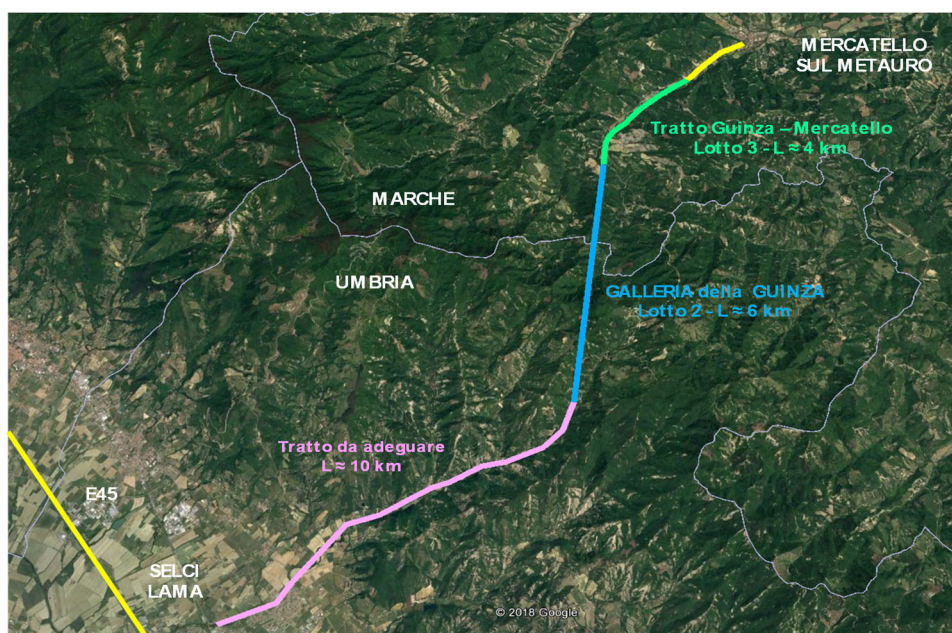 MERCATELLO
SUL METAURO
Tratto Guinza – Mercatello
Lotto 3 - L ≈ 4 km
MARCHE
UMBRIA
GALLERIA della GUINZA
Lotto 2 - L ≈ 6 km
Tratto da adeguare
L ≈ 10 km
E45
SELCI
LAMA
© 2018 Google